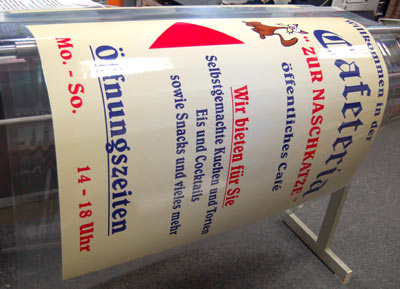 Willkommen in der
Cafeteria
"ZUR NASCHKATZE"
öffentliches Café
Wir bieten für Sie
Selbstgemachte Kuchen und Torten
Eis und Cocktails
sowie Snacks und vieles mehr
Öffnungszeiten
Mo. - So. 14 - 18 Uhr